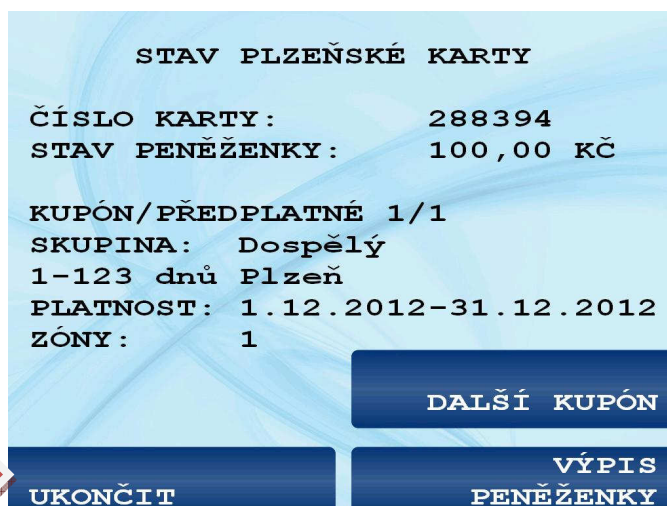 STAV PLZEŇSKÉ KARTY
ČÍSLO KARTY: 288394
STAV PENĚŽENKY: 100,00 KČ
KUPÓN/PŘEDPLATNÉ 1/1
SKUPINA: Dospělý
1-123 dnů Plzeň
PLATNOST: 1.12.2012-31.12.2012
ZÓNY: 1
DALŠÍ KUPÓN
UKONČIT
VÝPIS
PENĚŽENKY